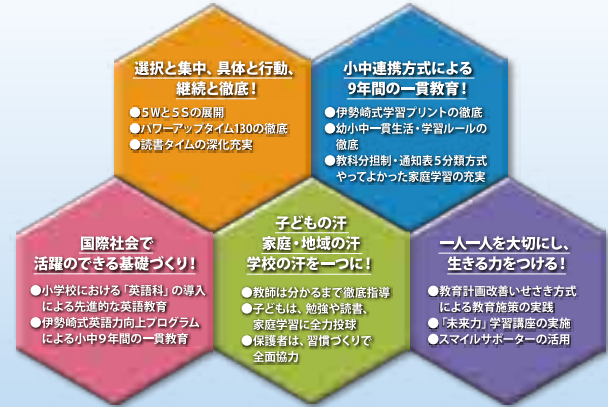 選択と集中、具体と行動、
継続と徹底！
●5Wと5Sの展開
●パワーアップタイム130の徹底
●読書タイムの深化充実
小中連携方式による
9年間の一貫教育！
●伊勢崎式学習プリントの徹底
●幼小中一貫生活・学習ルールの
徹底
●教科分担制・通知表5分類方式
やってよかった家庭学習の充実
国際社会で
活躍のできる基礎づくり！
●小学校における「英語科」の導入
による先進的な英語教育
●伊勢崎式英語力向上プログラム
による小中9年間の一貫教育
子どもの汗
家庭・地域の汗
学校の汗を一つに！
●教師は分かるまで徹底指導
●子どもは、勉強や読書、
家庭学習に全力投球
●保護者は、習慣づくりで
全面協力
一人一人を大切にし、
生きる力をつける！
●教育計画改善いせさき方式
による教育施策の実践
●「未来力」学習講座の実施
●スマイルサポーターの活用